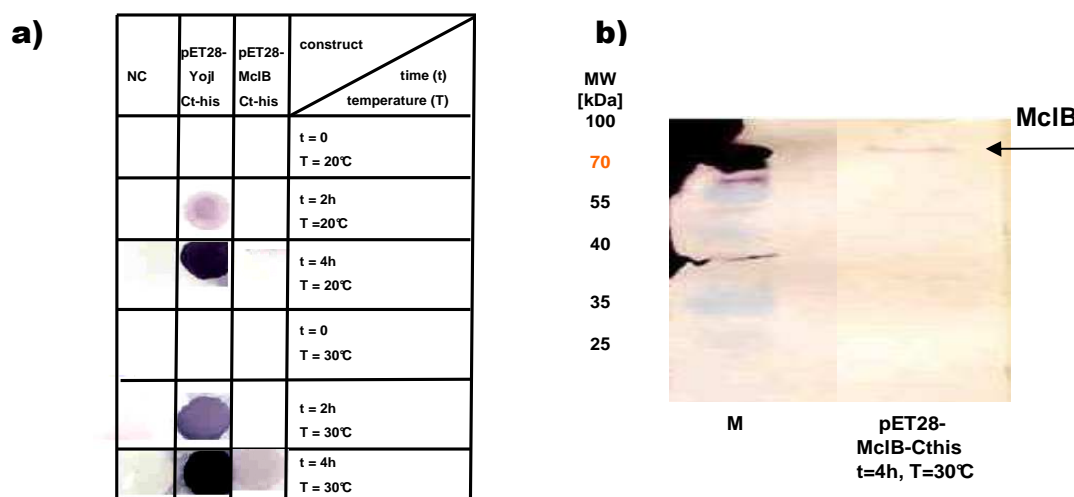 a)
NC
pET28-
YojI
Ct-his
pET28-
MclB
Ct-his
construct
time (t)
temperature (T)
t = 0
T = 20°C
t = 2h
T =20°C
t = 4h
T = 20°C
t = 0
T = 30°C
t = 2h
T = 30°C
t = 4h
T = 30°C
b)
MW
[kDa]
100
70
55
40
35
25
MclB
M
pET28-
MclB-Cthis
t=4h, T=30°C